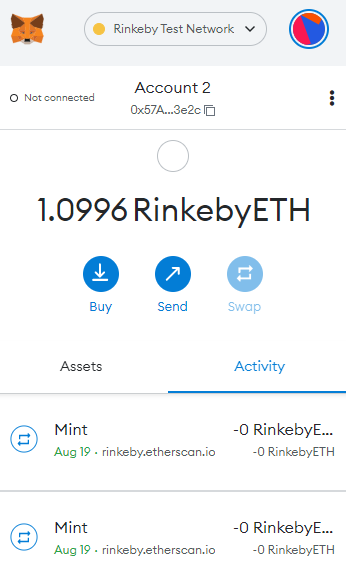 Rinkeby Test Network
Not connected
Account 2
0x57A...3e2c
1.0996 RinkebyETH
Buy
Send
Swap
Assets
Activity
Mint
-0 RinkebyE...
Aug 19 · rinkeby.etherscan.io
-0 RinkebyETH
Mint
-0 RinkebyE...
Aug 19 · rinkeby.etherscan.io
-0 RinkebyETH